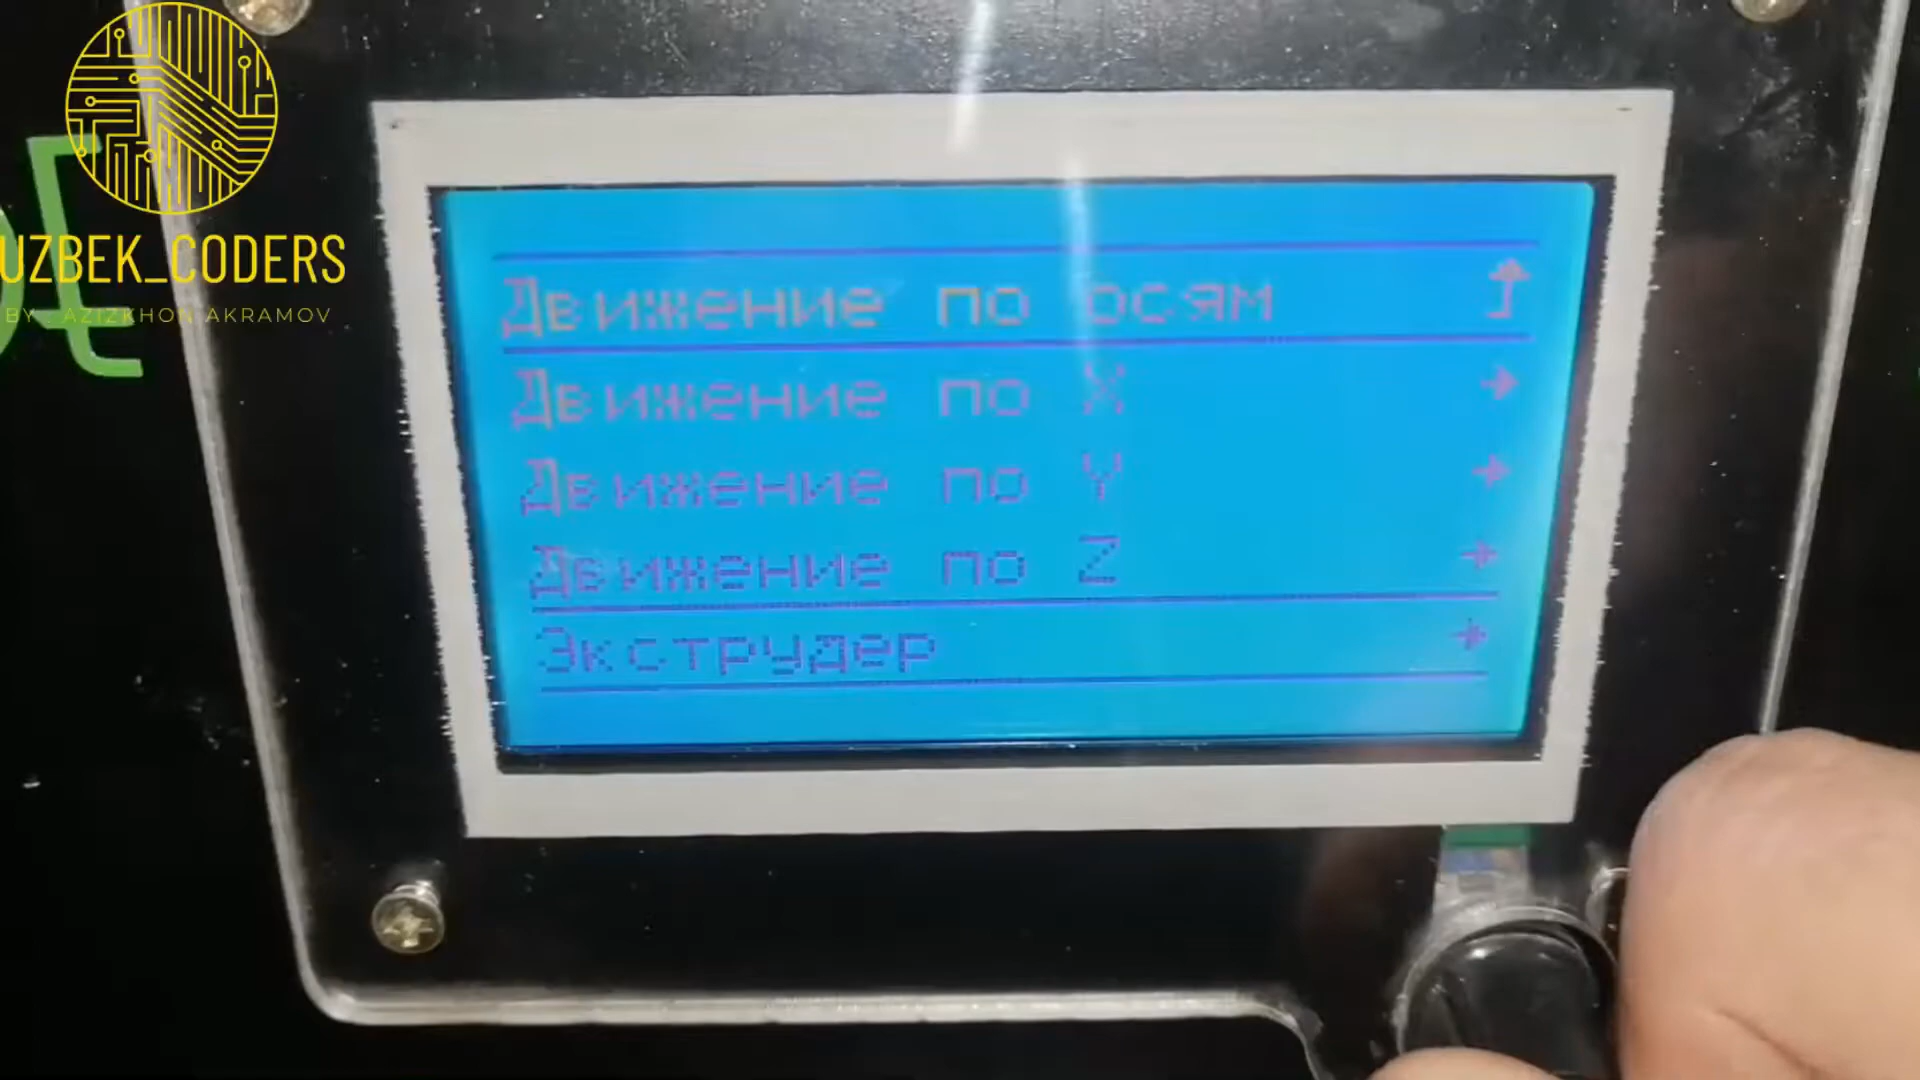 UZBEK_CODERS
BY : AZIZKHON AKRAMOV
Движение по осям
Движение по X
Движение по Y
Движение по Z
Экструдер